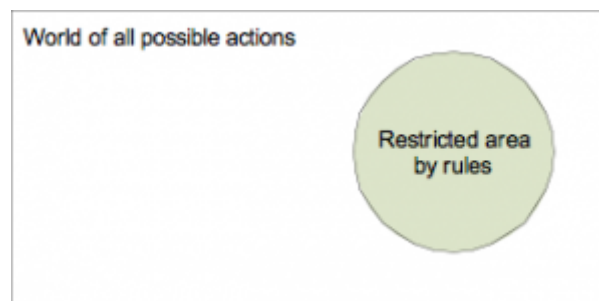 World of all possible actions
Restricted area
by rules